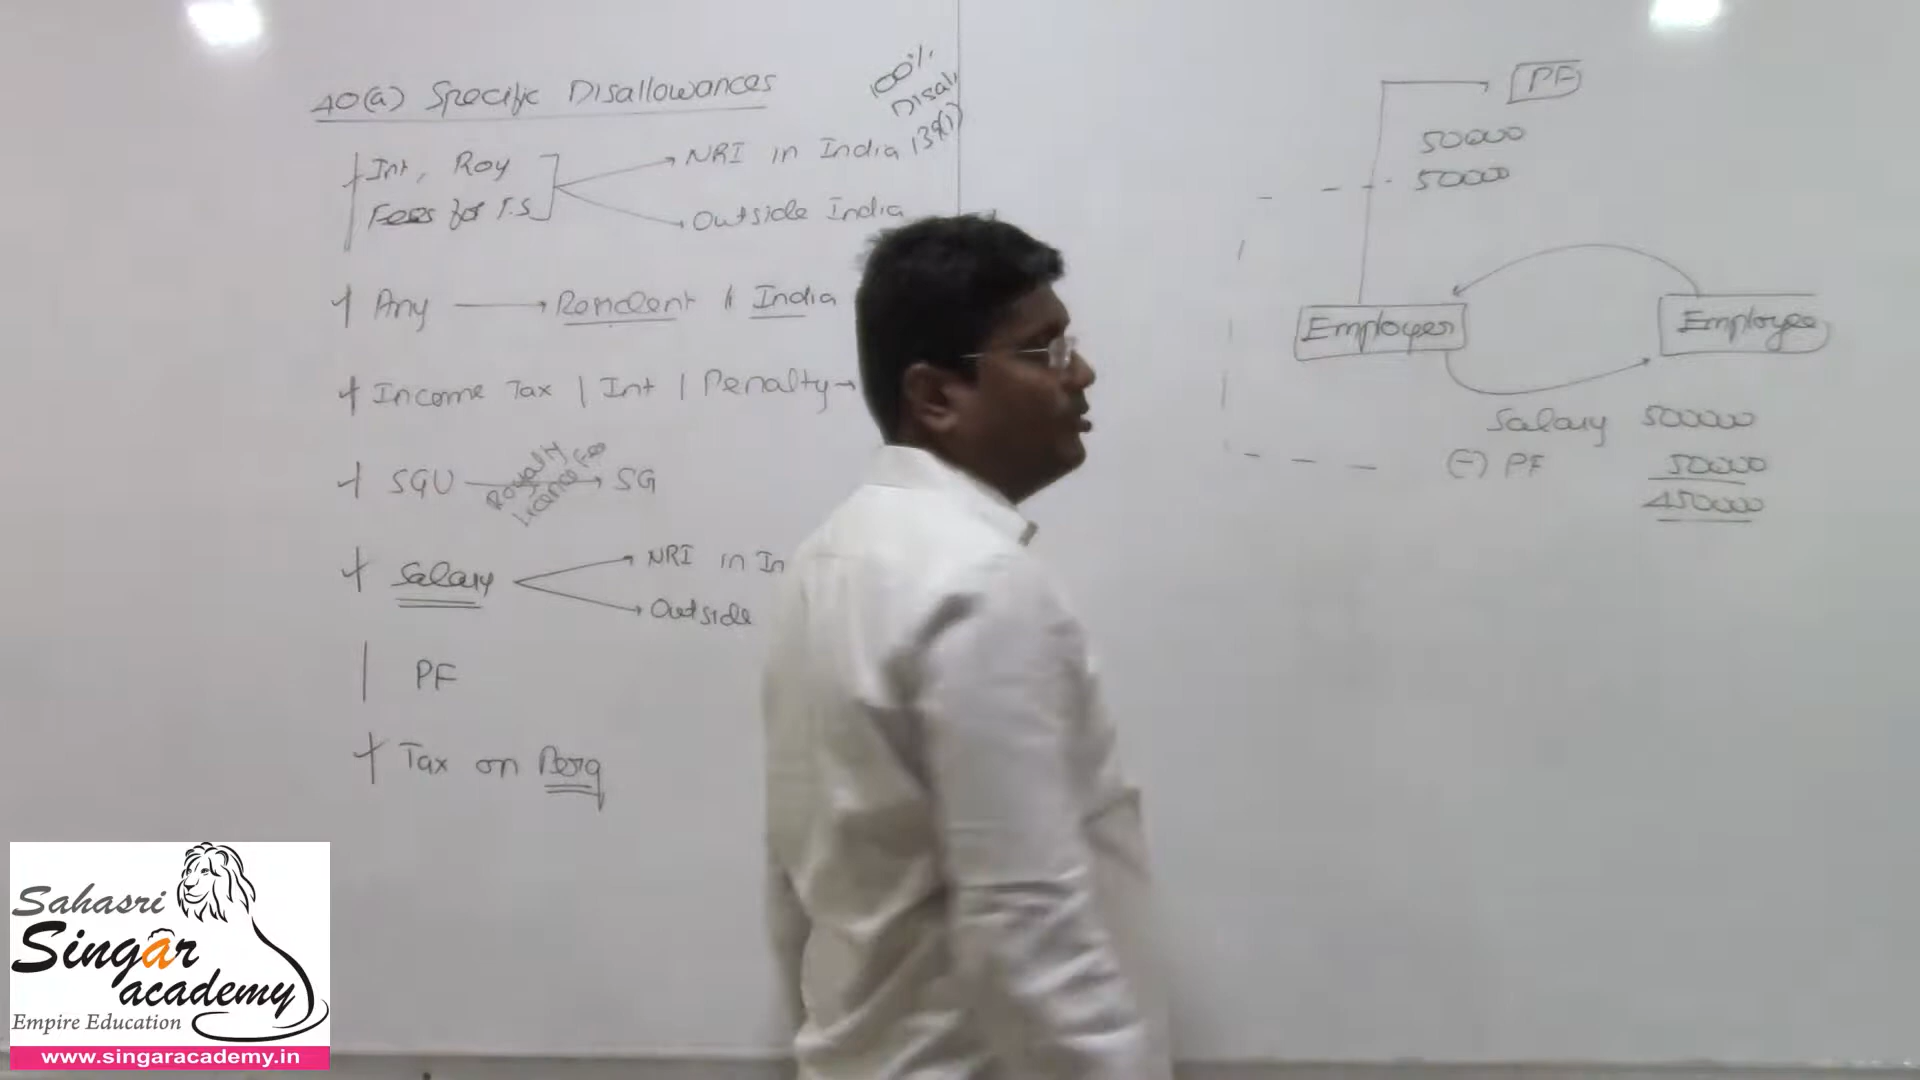 40(a) Specific Disallowances
100%
Disal.
139(1)
Int, Roy
Fees for T.S
NRI in India
Outside India
Any → Resident | India
Income Tax | Int | Penalty →
SGU → SG
Royalty
Licence Fee
Salary
NRI in In
Outside
PF
Tax on Perq
PF
50000
50000
Employer
Employee
Salary 500000
(-) PF 50000
450000
Sahasri
Singar
academy
Empire Education
www.singaracademy.in